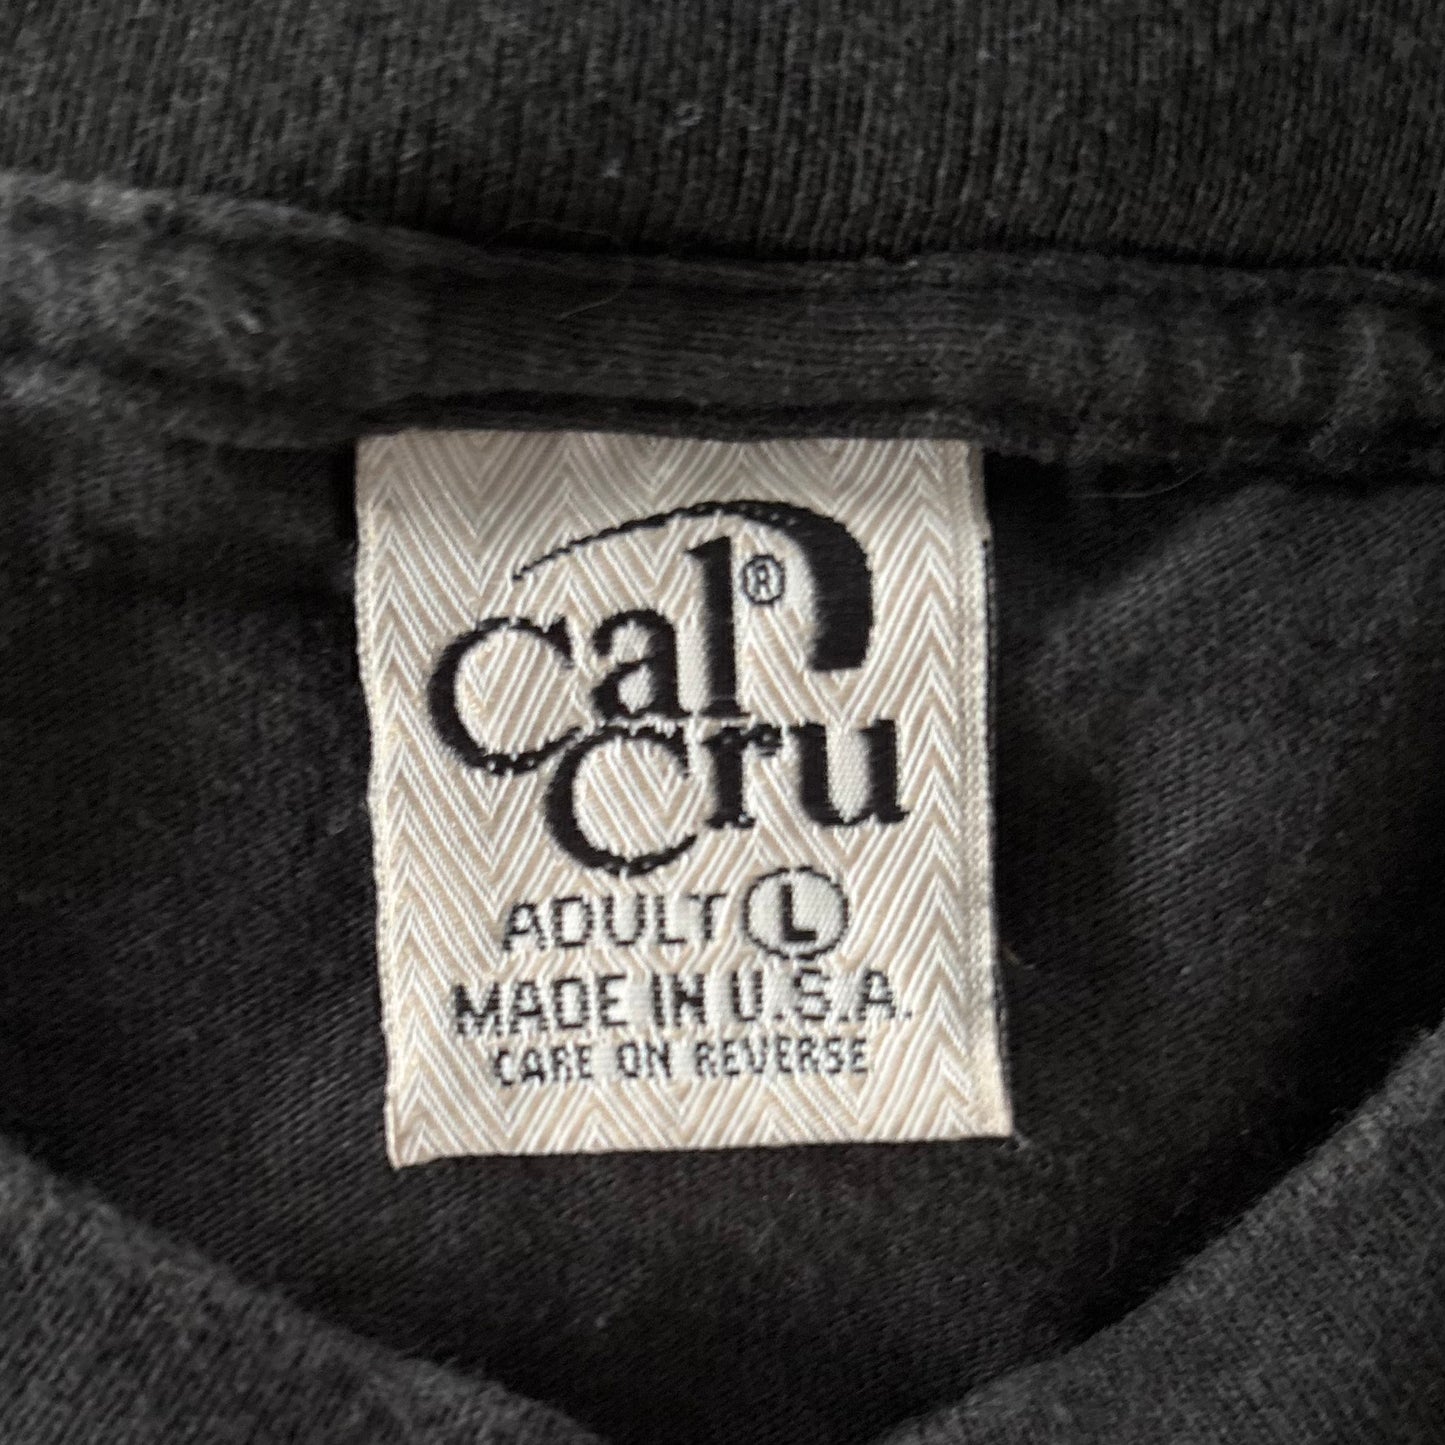 Cal®
Cru
ADULT L
MADE IN U.S.A.
CARE ON REVERSE